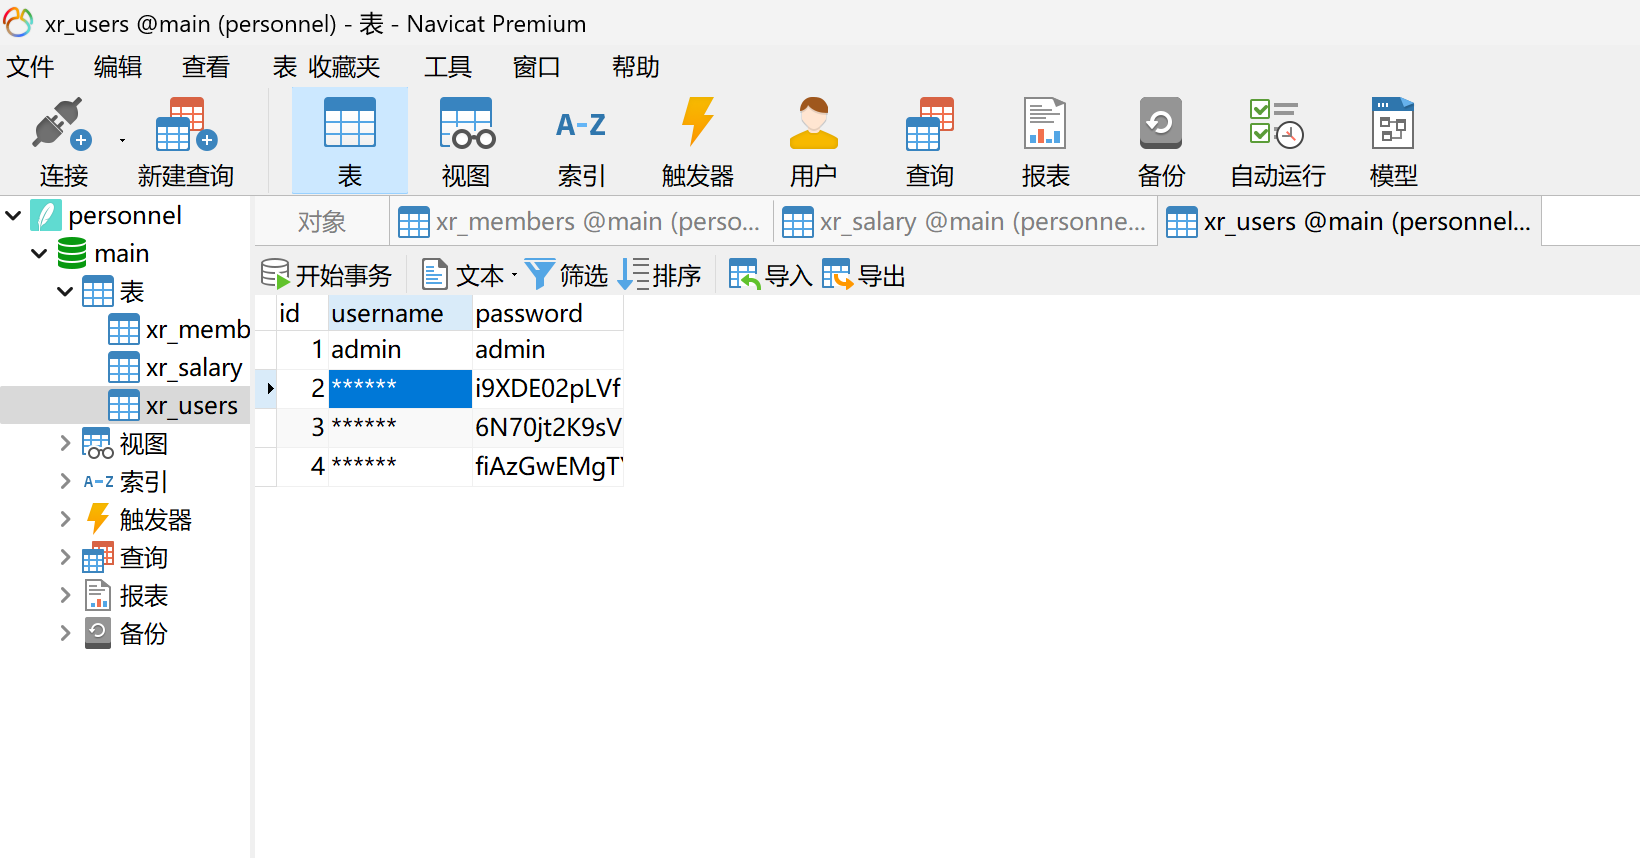 xr_users @main (personnel) - 表 - Navicat Premium
文件 编辑 查看 表 收藏夹 工具 窗口 帮助
连接 新建查询 表 视图 索引 触发器 用户 查询 报表 备份 自动运行 模型
A-Z
personnel
main
表
xr_memb
xr_salary
xr_users
视图
A-Z 索引
触发器
查询
报表
备份
对象 xr_members @main (perso... xr_salary @main (personne... xr_users @main (personnel...
开始事务 文本 筛选 排序 导入 导出
id username password
1 admin admin
2 ****** i9XDE02pLVf
3 ****** 6N70jt2K9sV
4 ****** fiAzGwEMgT